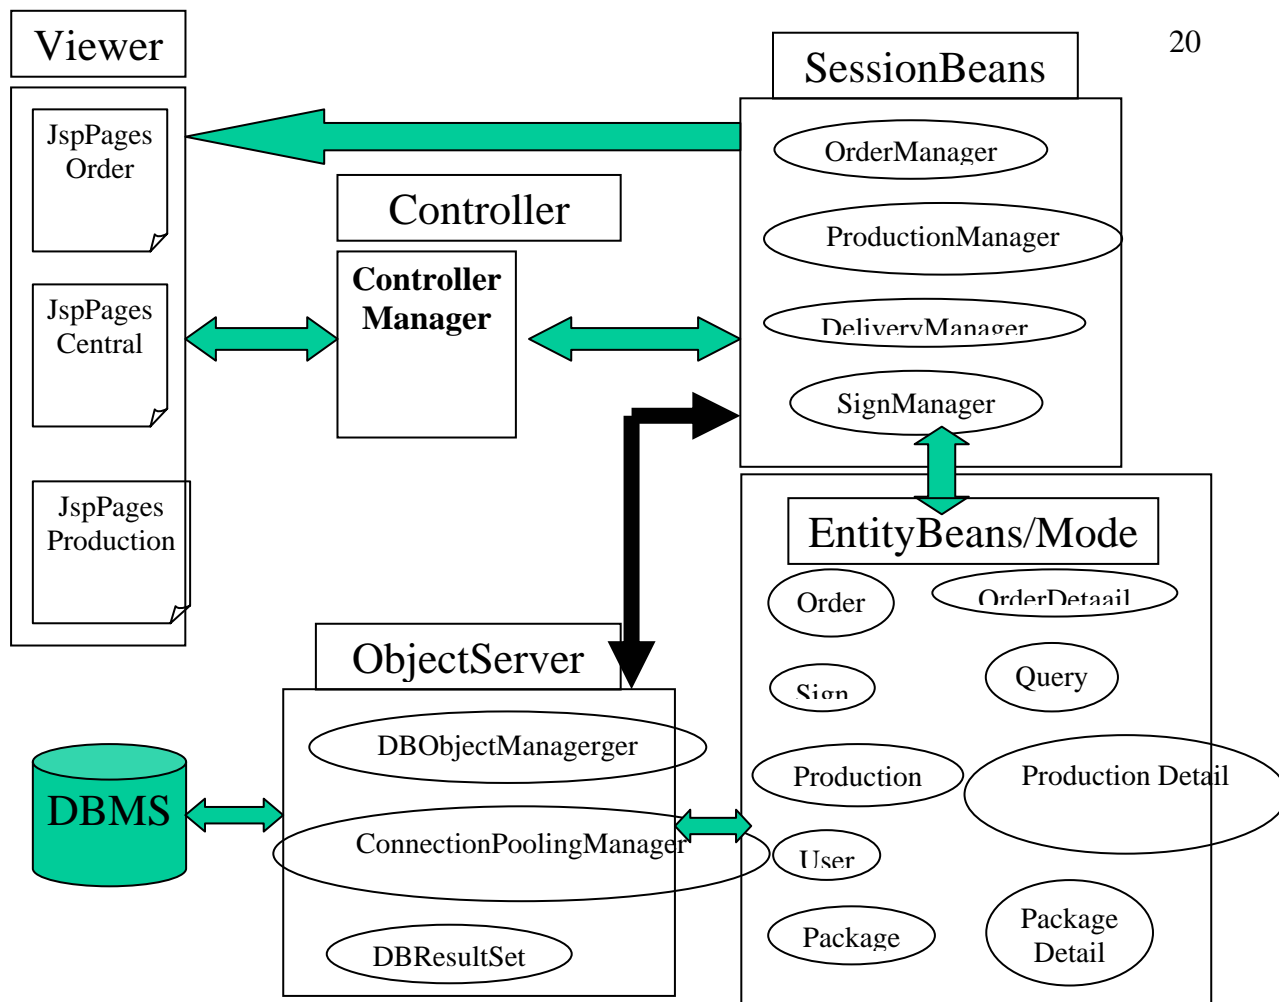 Viewer
20
SessionBeans
JspPages
Order
OrderManager
Controller
ProductionManager
Controller
Manager
JspPages
Central
DeliveryManager
SignManager
JspPages
Production
EntityBeans/Mode
Order
OrderDetaail
ObjectServer
Sign
Query
DBObjectManagerger
Production
Production Detail
DBMS
ConnectionPoolingManager
User
Package
Package
Detail
DBResultSet